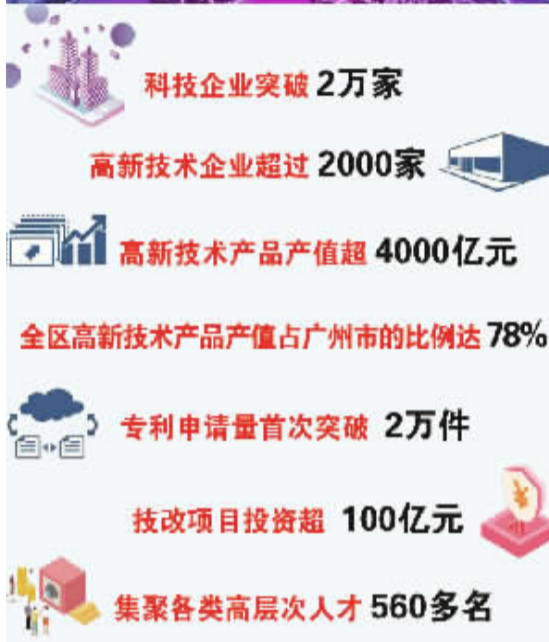 科技企业突破 2万家
高新技术企业超过 2000家
高新技术产品产值超 4000亿元
全区高新技术产品产值占广州市的比例达 78%
专利申请量首次突破 2万件
技改项目投资超 100亿元
集聚各类高层次人才 560多名